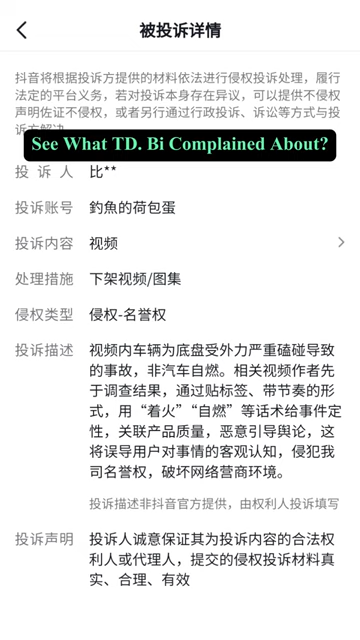 被投诉详情
抖音将根据投诉方提供的材料依法进行侵权投诉处理，履行
法定的平台义务，若对投诉本身存在异议，可以提供不侵权
声明佐证不侵权，或者另行通过行政投诉、诉讼等方式与投
诉方解决
See What TD. Bi Complained About?
投诉人 比**
投诉账号 釣魚的荷包蛋
投诉内容 视频
处理措施 下架视频/图集
侵权类型 侵权-名誉权
投诉描述 视频内车辆为底盘受外力严重磕碰导致
的事故，非汽车自燃。相关视频作者先
于调查结果，通过贴标签、带节奏的形
式，用“着火”“自燃”等话术给事件定
性，关联产品质量，恶意引导舆论，这
将误导用户对事情的客观认知，侵犯我
司名誉权，破坏网络营商环境。
投诉描述非抖音官方提供，由权利人投诉填写
投诉声明 投诉人诚意保证其为投诉内容的合法权
利人或代理人，提交的侵权投诉材料真
实、合理、有效